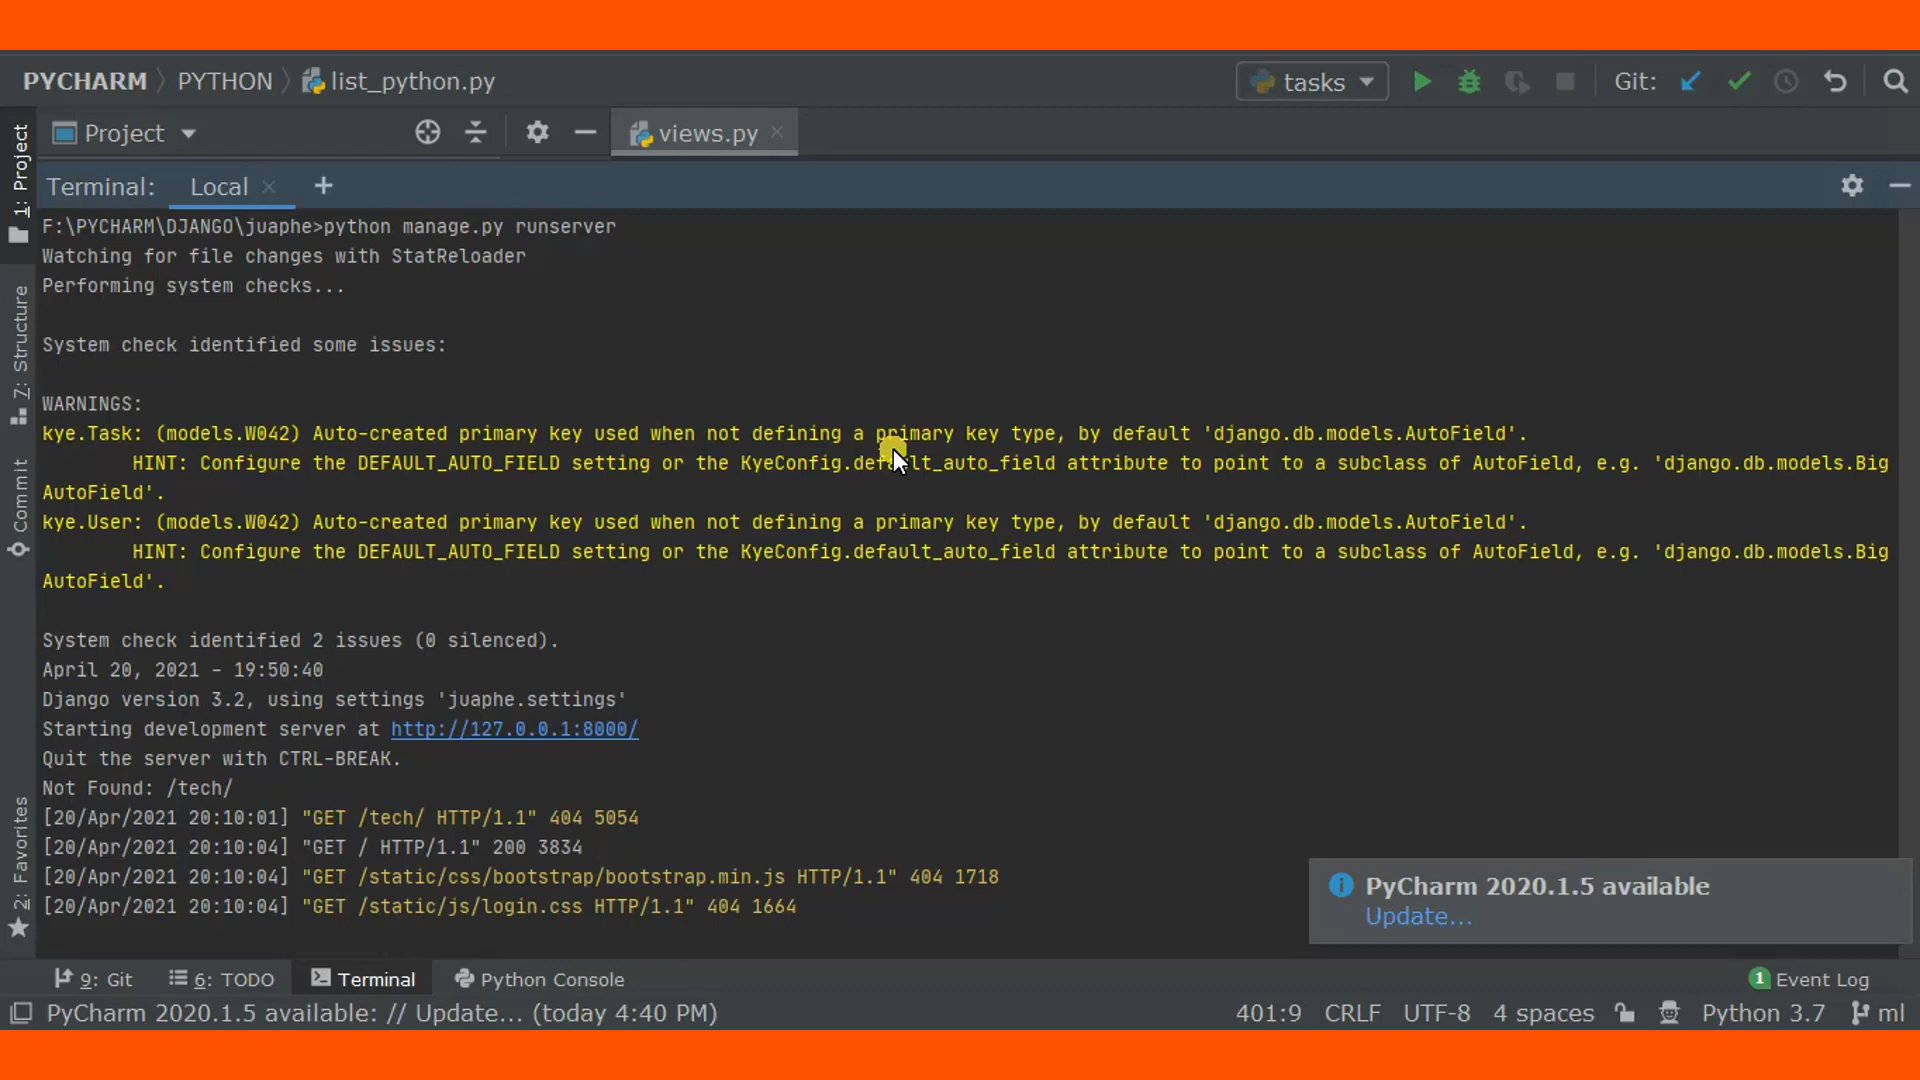 PYCHARM PYTHON list_python.py tasks Git:
Project views.py
Terminal: Local +
1: Project
7: Structure
Commit
2: Favorites
F:\PYCHARM\DJANGO\juaphe>python manage.py runserver
Watching for file changes with StatReloader
Performing system checks...
System check identified some issues:
WARNINGS:
kye.Task: (models.W042) Auto-created primary key used when not defining a primary key type, by default 'django.db.models.AutoField'.
HINT: Configure the DEFAULT_AUTO_FIELD setting or the KyeConfig.default_auto_field attribute to point to a subclass of AutoField, e.g. 'django.db.models.Big
AutoField'.
kye.User: (models.W042) Auto-created primary key used when not defining a primary key type, by default 'django.db.models.AutoField'.
HINT: Configure the DEFAULT_AUTO_FIELD setting or the KyeConfig.default_auto_field attribute to point to a subclass of AutoField, e.g. 'django.db.models.Big
AutoField'.
System check identified 2 issues (0 silenced).
April 20, 2021 - 19:50:40
Django version 3.2, using settings 'juaphe.settings'
Starting development server at http://127.0.0.1:8000/
Quit the server with CTRL-BREAK.
Not Found: /tech/
[20/Apr/2021 20:10:01] "GET /tech/ HTTP/1.1" 404 5054
[20/Apr/2021 20:10:04] "GET / HTTP/1.1" 200 3834
[20/Apr/2021 20:10:04] "GET /static/css/bootstrap/bootstrap.min.js HTTP/1.1" 404 1718
[20/Apr/2021 20:10:04] "GET /static/js/login.css HTTP/1.1" 404 1664
PyCharm 2020.1.5 available
Update...
9: Git 6: TODO Terminal Python Console 1 Event Log
PyCharm 2020.1.5 available: // Update... (today 4:40 PM) 401:9 CRLF UTF-8 4 spaces Python 3.7 ml